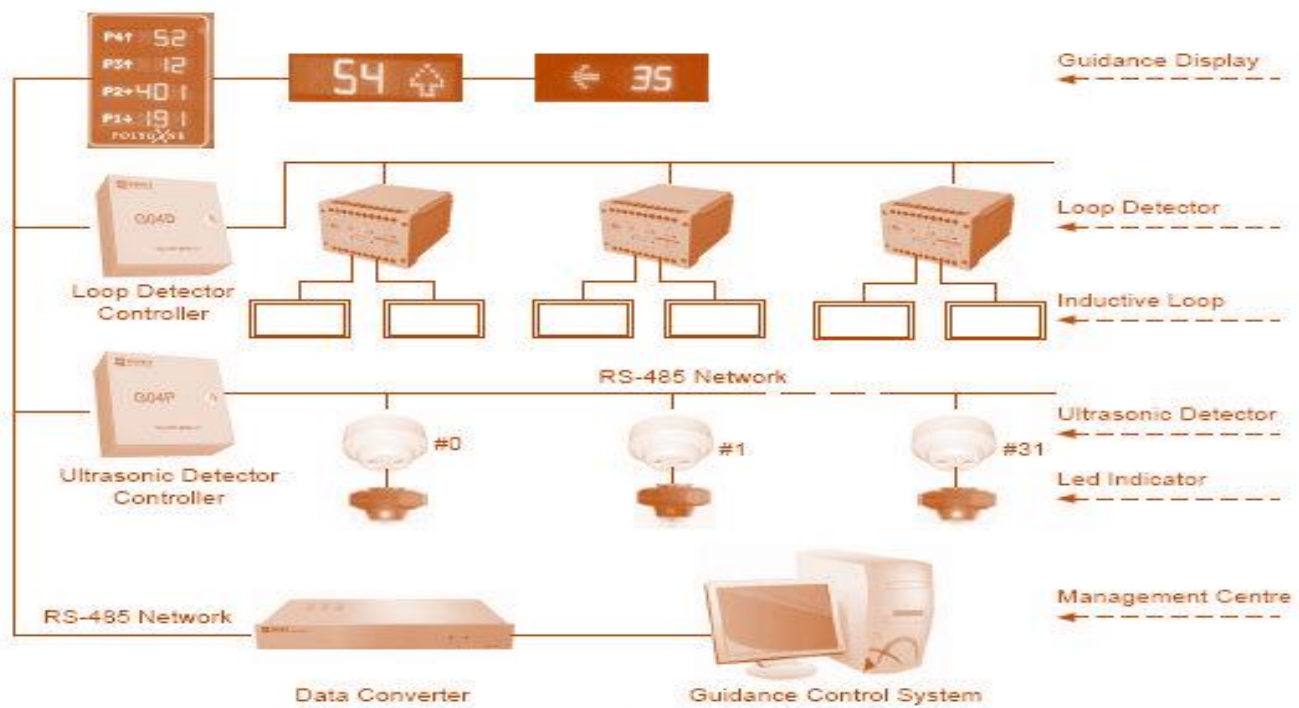 P4↑ 52
P3↑ 12
P2→401
P1↓ 191
54
35
Guidance Display
G04D
Loop Detector
Controller
Loop Detector
Inductive Loop
RS-485 Network
G04P
Ultrasonic Detector
Controller
#0
#1
#31
Ultrasonic Detector
Led Indicator
RS-485 Network
Management Centre
Data Converter
Guidance Control System